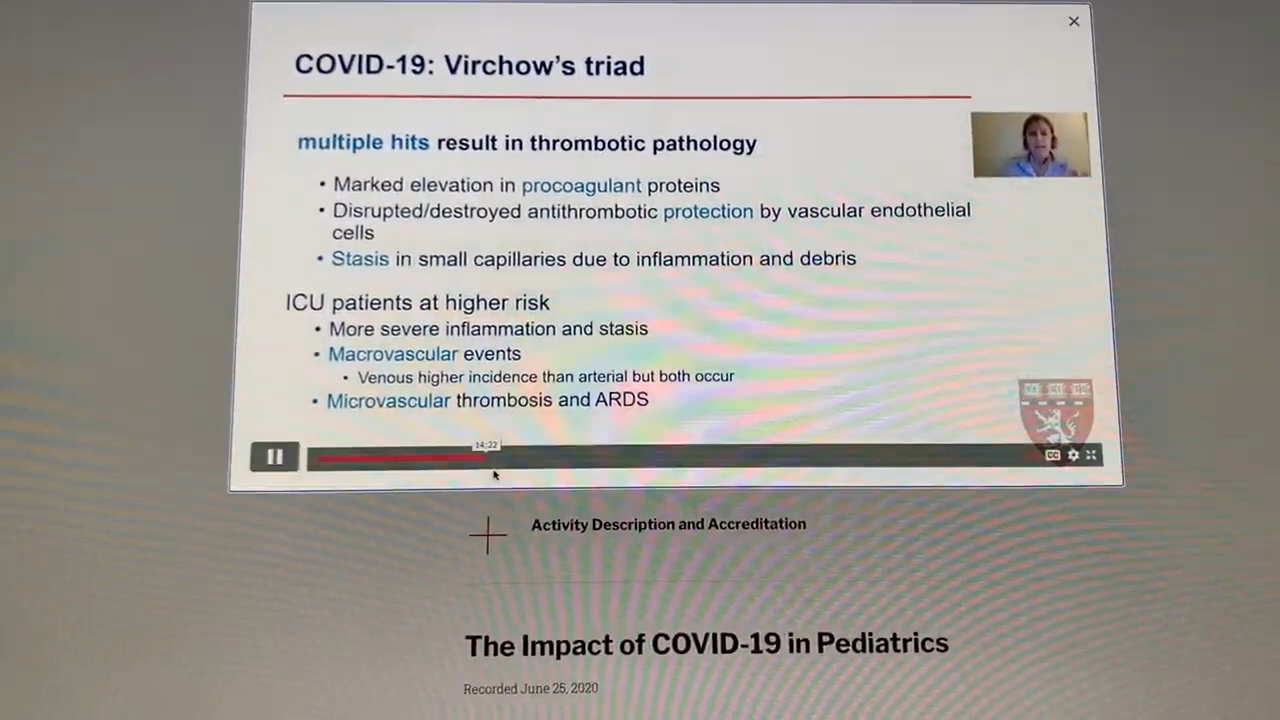 COVID-19: Virchow's triad
multiple hits result in thrombotic pathology
• Marked elevation in procoagulant proteins
• Disrupted/destroyed antithrombotic protection by vascular endothelial
cells
• Stasis in small capillaries due to inflammation and debris
ICU patients at higher risk
• More severe inflammation and stasis
• Macrovascular events
• Venous higher incidence than arterial but both occur
• Microvascular thrombosis and ARDS
14:22
CC
Activity Description and Accreditation
The Impact of COVID-19 in Pediatrics
Recorded June 25, 2020